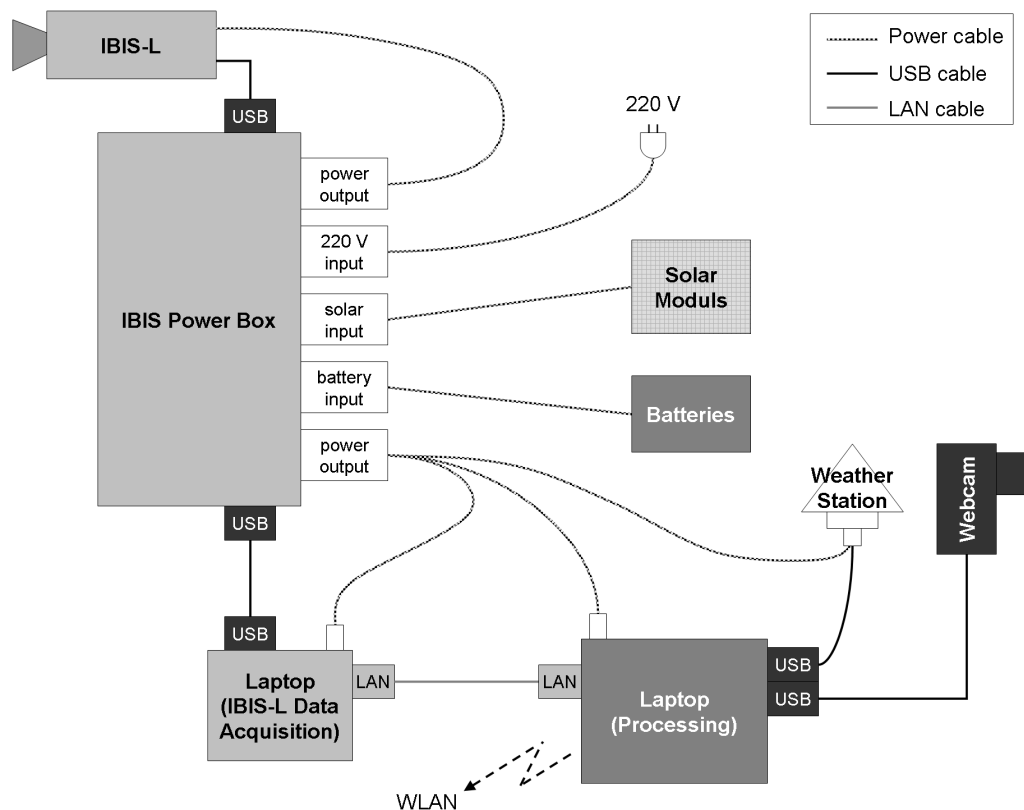 IBIS-L
Power cable
USB cable
LAN cable
USB
220 V
power
output
220 V
input
solar
input
battery
input
power
output
IBIS Power Box
Solar
Moduls
Batteries
Weather
Station
Webcam
USB
USB
Laptop
(IBIS-L Data
Acquisition)
LAN
LAN
Laptop
(Processing)
USB
USB
WLAN